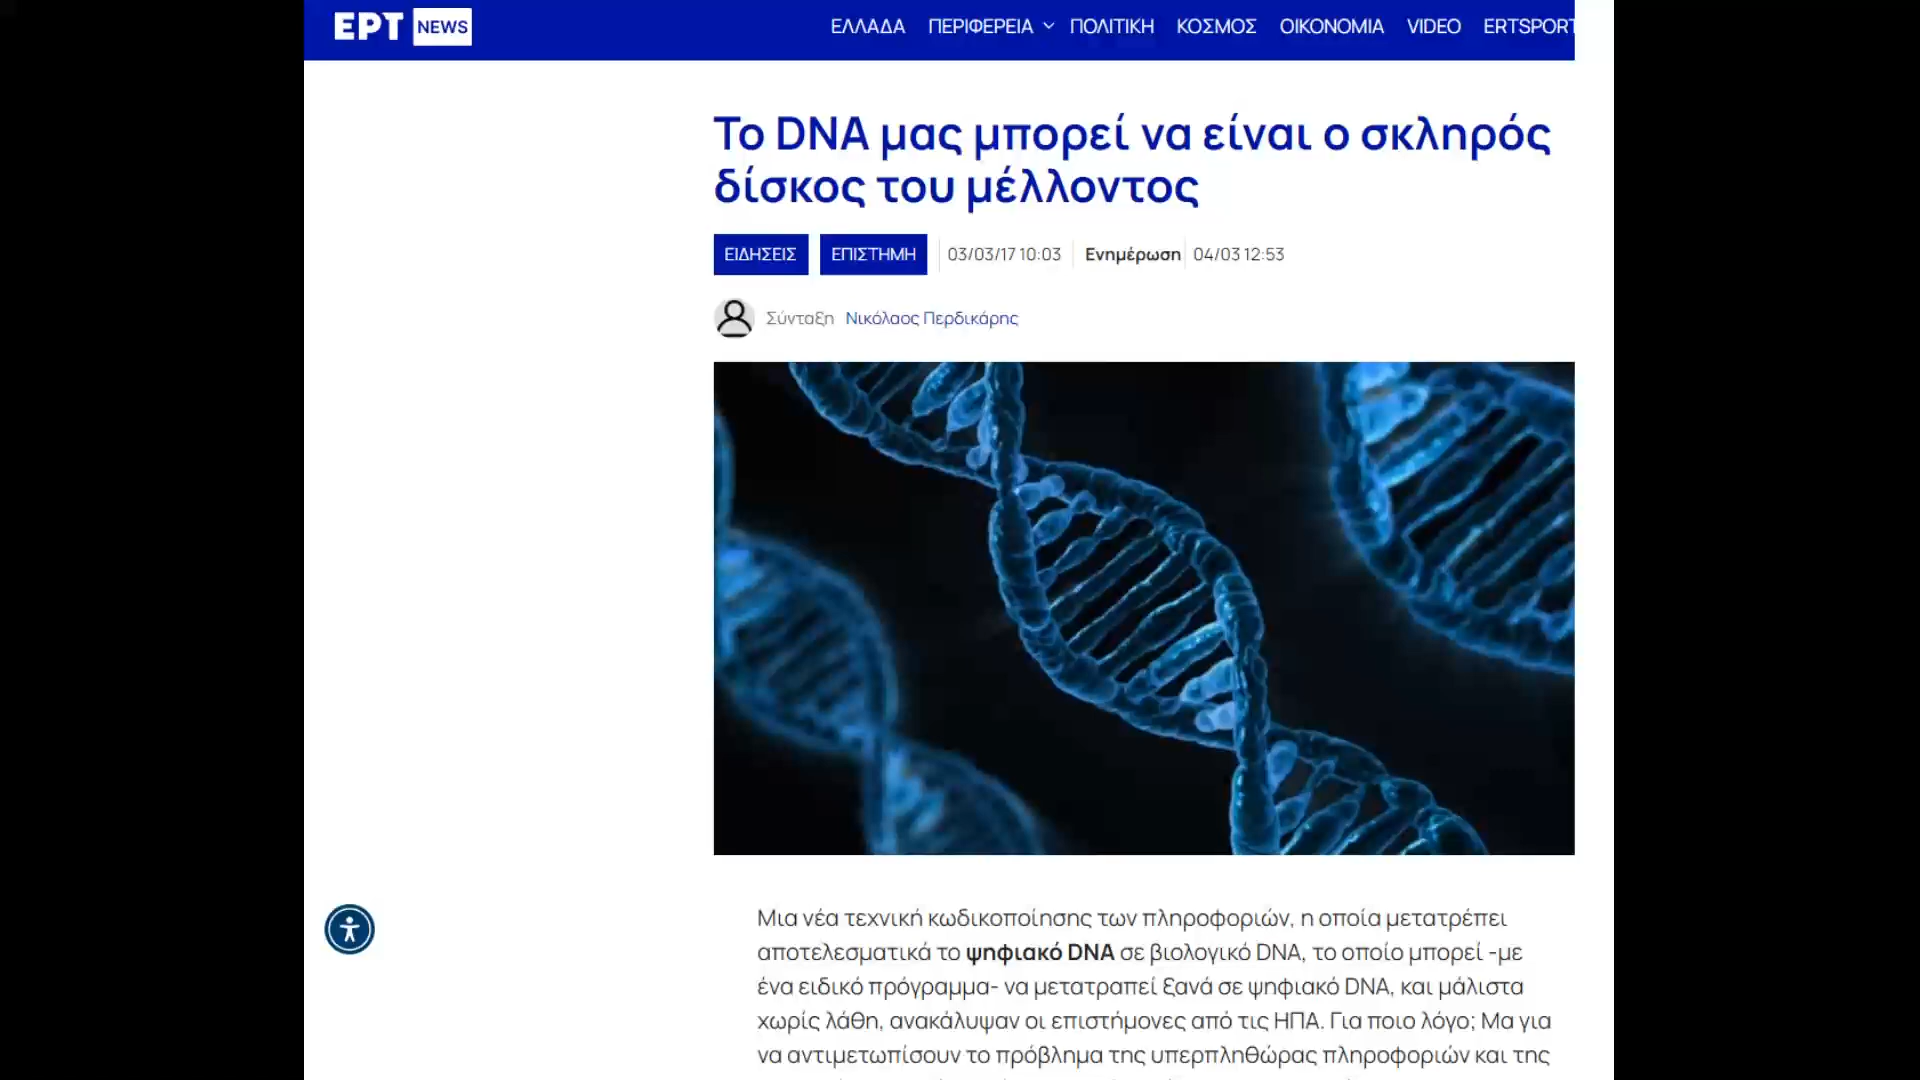 ΕΡΤ NEWS
ΕΛΛΑΔΑ ΠΕΡΙΦΕΡΕΙΑ ΠΟΛΙΤΙΚΗ ΚΟΣΜΟΣ ΟΙΚΟΝΟΜΙΑ VIDEO ERTSPORT
Το DNA μας μπορεί να είναι ο σκληρός
δίσκος του μέλλοντος
ΕΙΔΗΣΕΙΣ ΕΠΙΣΤΗΜΗ 03/03/17 10:03 Ενημέρωση 04/03 12:53
Σύνταξη Νικόλαος Περδικάρης
Μια νέα τεχνική κωδικοποίησης των πληροφοριών, η οποία μετατρέπει
αποτελεσματικά το ψηφιακό DNA σε βιολογικό DNA, το οποίο μπορεί -με
ένα ειδικό πρόγραμμα- να μετατραπεί ξανά σε ψηφιακό DNA, και μάλιστα
χωρίς λάθη, ανακάλυψαν οι επιστήμονες από τις ΗΠΑ. Για ποιο λόγο; Μα για
να αντιμετωπίσουν το πρόβλημα της υπερπληθώρας πληροφοριών και της